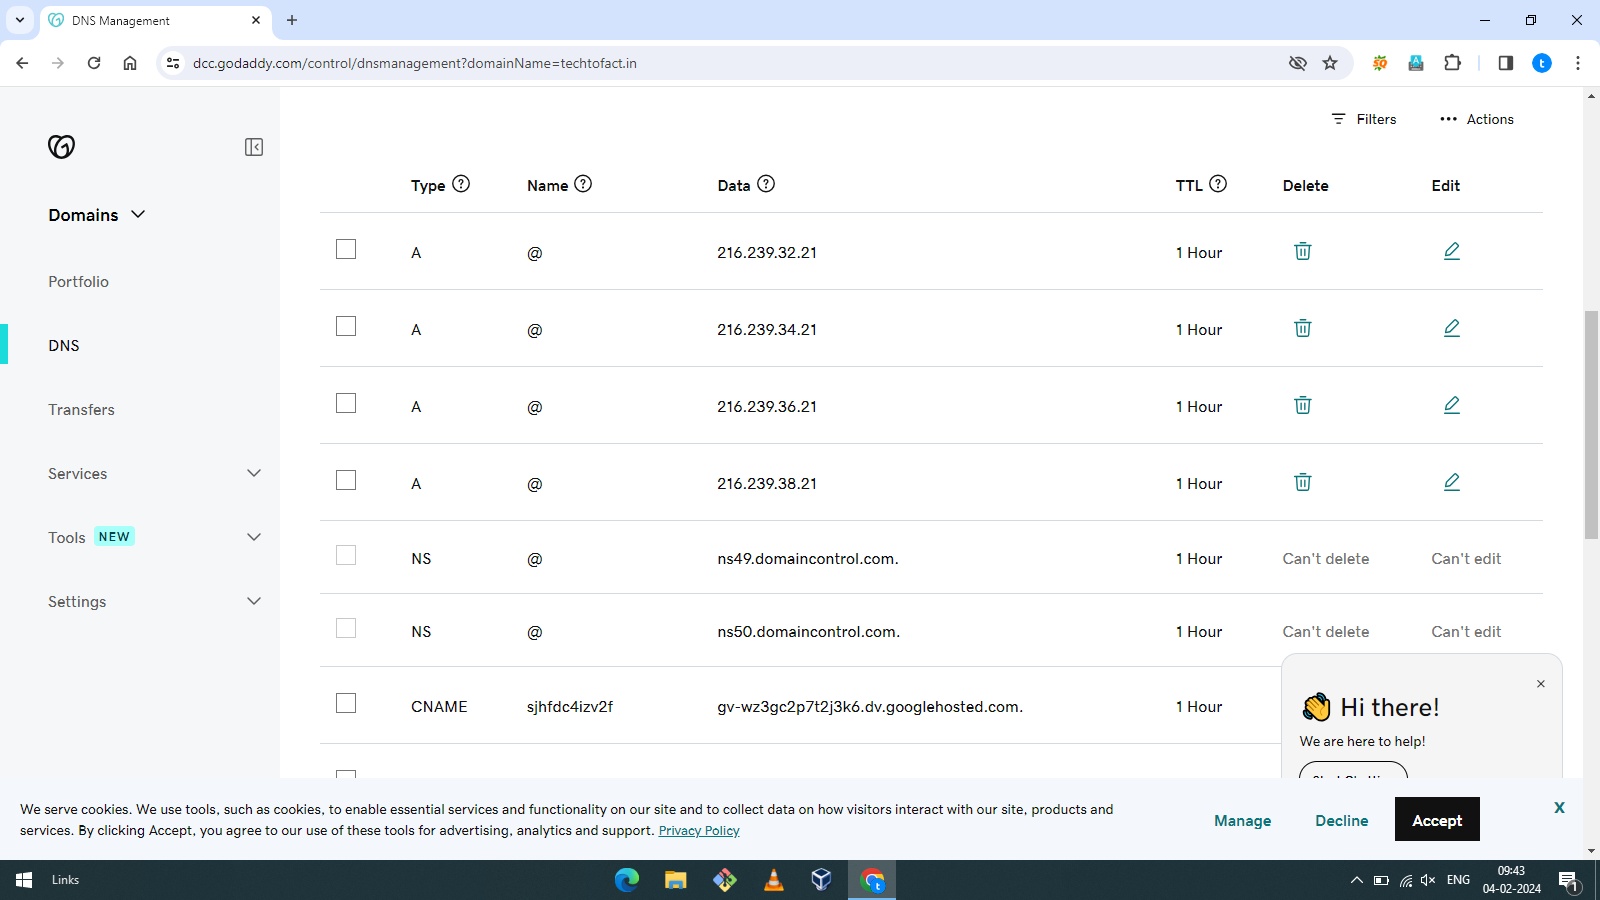 DNS Management
dcc.godaddy.com/control/dnsmanagement?domainName=techtofact.in
SQ
A
t
Filters
Actions
Domains
Portfolio
DNS
Transfers
Services
Tools NEW
Settings
Type ? Name ? Data ? TTL ? Delete Edit
A @ 216.239.32.21 1 Hour
A @ 216.239.34.21 1 Hour
A @ 216.239.36.21 1 Hour
A @ 216.239.38.21 1 Hour
NS @ ns49.domaincontrol.com. 1 Hour Can't delete Can't edit
NS @ ns50.domaincontrol.com. 1 Hour Can't delete Can't edit
CNAME sjhfdc4izv2f gv-wz3gc2p7t2j3k6.dv.googlehosted.com. 1 Hour
Hi there!
We are here to help!
We serve cookies. We use tools, such as cookies, to enable essential services and functionality on our site and to collect data on how visitors interact with our site, products and
services. By clicking Accept, you agree to our use of these tools for advertising, analytics and support. Privacy Policy
Manage Decline Accept X
Links
t
ENG
09:43
04-02-2024
1